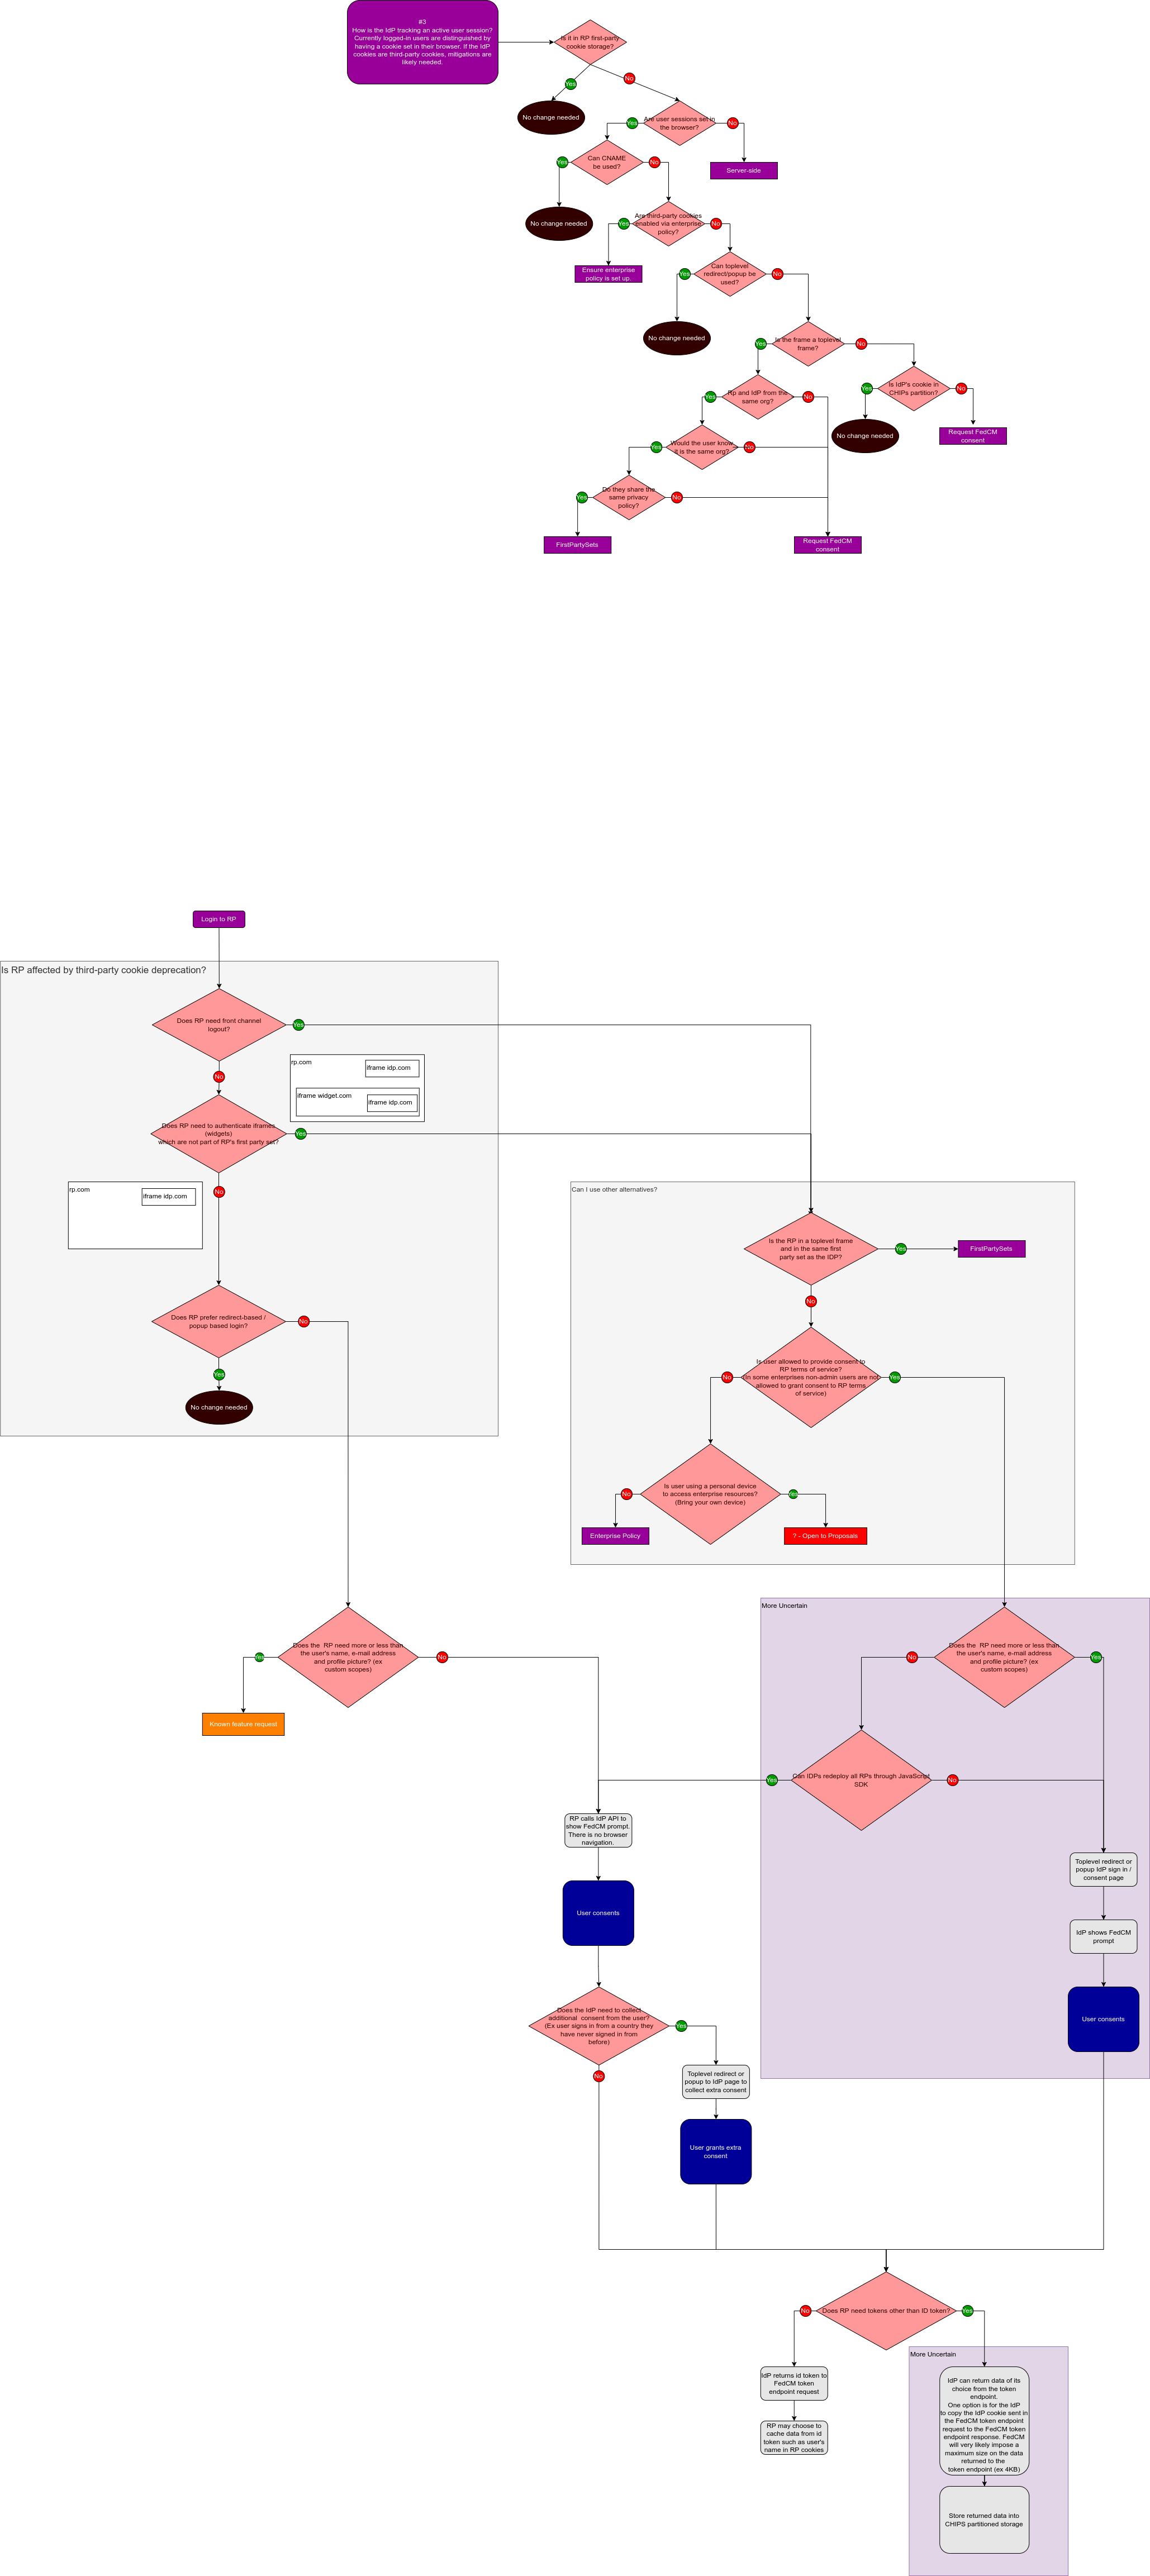 #3
How is the IdP tracking an active user session?
Currently logged-in users are distinguished by
having a cookie set in their browser. If the IdP
cookies are third-party cookies, mitigations are
likely needed.
Is it in RP first-party
cookie storage?
Yes
No
No change needed
Are user sessions set in
the browser?
Yes
No
Server-side
Can CNAME
be used?
Yes
No
No change needed
Are third-party cookies
enabled via enterprise
policy?
Yes
No
Ensure enterprise
policy is set up.
Can toplevel
redirect/popup be
used?
Yes
No
No change needed
Is the frame a toplevel
frame?
Yes
No
Is IdP's cookie in
CHIPs partition?
Yes
No
No change needed
Request FedCM
consent
Rp and IdP from the
same org?
Yes
No
Would the user know
it is the same org?
Yes
No
Do they share the
same privacy
policy?
Yes
No
FirstPartySets
Request FedCM
consent
Login to RP
Is RP affected by third-party cookie deprecation?
Does RP need front channel
logout?
Yes
No
rp.com
iframe idp.com
iframe widget.com
iframe idp.com
Does RP need to authenticate iframes
(widgets)
which are not part of RP's first party set?
Yes
No
rp.com
iframe idp.com
Does RP prefer redirect-based /
popup based login?
No
Yes
No change needed
Can I use other alternatives?
Is the RP in a toplevel frame
and in the same first
party set as the IDP?
Yes
FirstPartySets
No
Is user allowed to provide consent to
RP terms of service?
(In some enterprises non-admin users are not
allowed to grant consent to RP terms
of service)
No
Yes
Is user using a personal device
to access enterprise resources?
(Bring your own device)
No
Yes
Enterprise Policy
? - Open to Proposals
Does the  RP need more or less than
the user's name, e-mail address
and profile picture? (ex
custom scopes)
Yes
No
Known feature request
More Uncertain
Does the  RP need more or less than
the user's name, e-mail address
and profile picture? (ex
custom scopes)
No
Yes
Can IDPs redeploy all RPs through JavaScript
SDK
Yes
No
RP calls IdP API to
show FedCM prompt.
There is no browser
navigation.
User consents
Toplevel redirect or
popup IdP sign in /
consent page
IdP shows FedCM
prompt
User consents
Does the IdP need to collect
additional  consent from the user?
(Ex user signs in from a country they
have never signed in from
before)
Yes
No
Toplevel redirect or
popup to IdP page to
collect extra consent
User grants extra
consent
Does RP need tokens other than ID token?
No
Yes
IdP returns id token to
FedCM token
endpoint request
RP may choose to
cache data from id
token such as user's
name in RP cookies
More Uncertain
IdP can return data of its
choice from the token
endpoint.
One option is for the IdP
to copy the IdP cookie sent in
the FedCM token endpoint
request to the FedCM token
endpoint response. FedCM
will very likely impose a
maximum size on the data
returned to the
token endpoint (ex 4KB)
Store returned data into
CHIPS partitioned storage